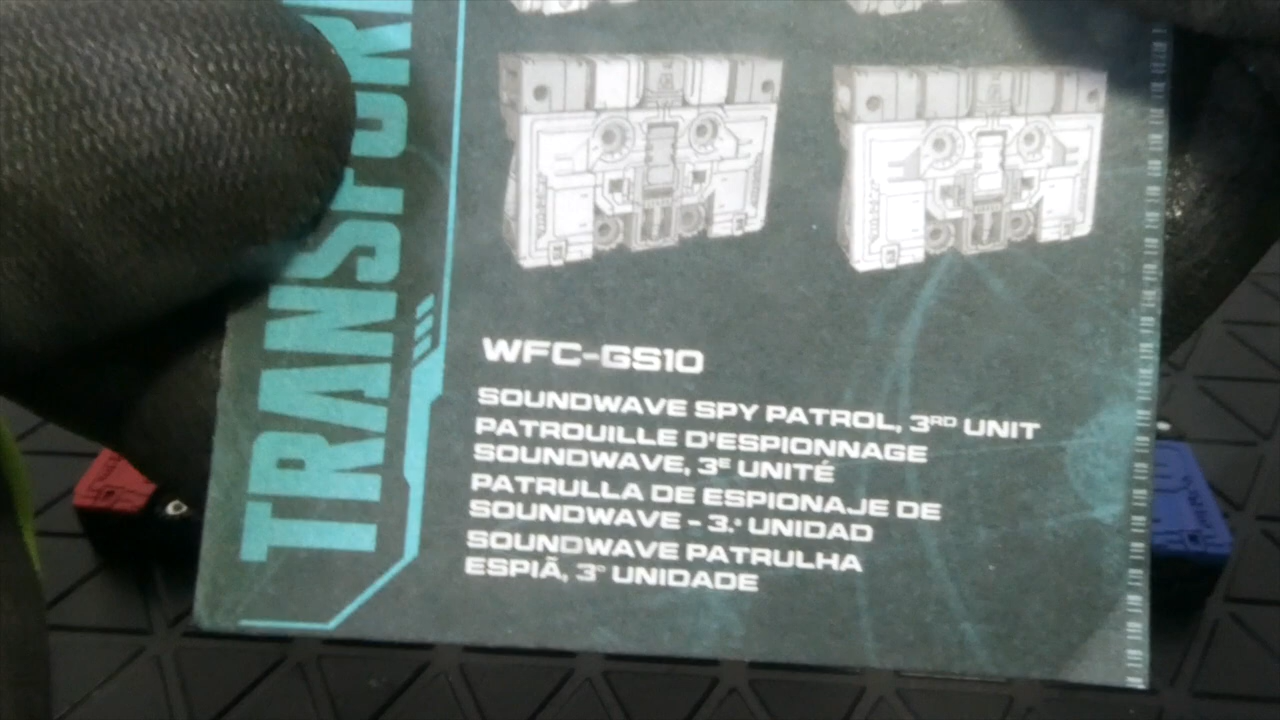 WFC-GS10
SOUNDWAVE SPY PATROL, 3RD UNIT
PATROUILLE D'ESPIONNAGE
SOUNDWAVE, 3E UNITÉ
PATRULLA DE ESPIONAJE DE
SOUNDWAVE - 3.ª UNIDAD
SOUNDWAVE PATRULHA
ESPIÃ, 3ª UNIDADE